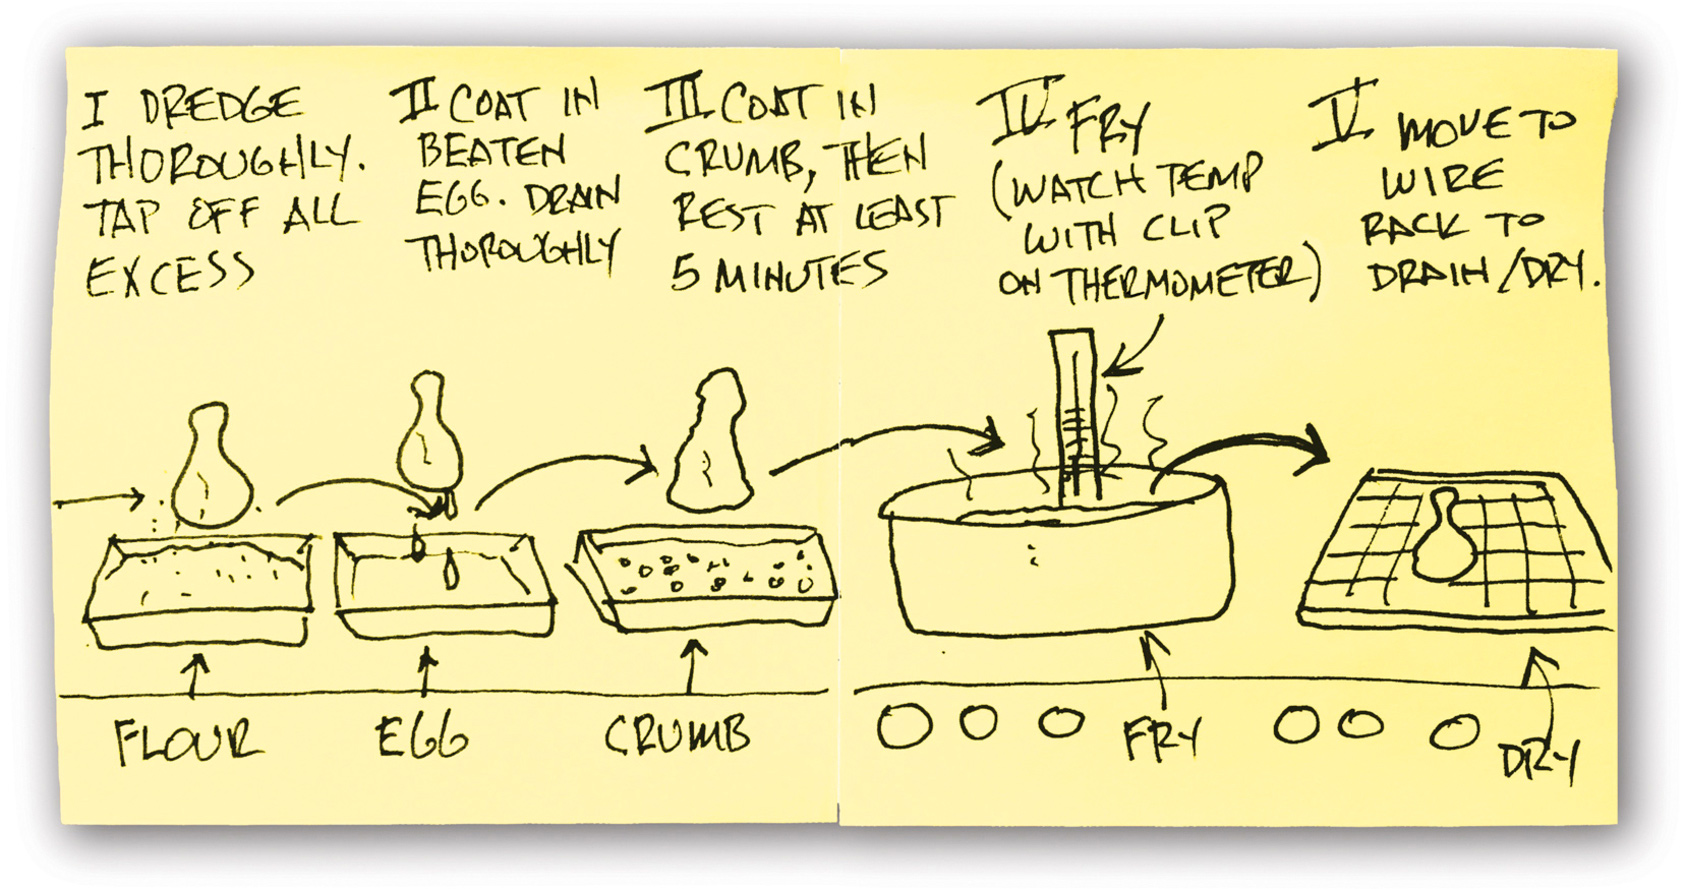 I DREDGE
THOROUGHLY.
TAP OFF ALL
EXCESS
II COAT IN
BEATEN
EGG. DRAIN
THOROUGHLY
III. COAT IN
CRUMB, THEN
REST AT LEAST
5 MINUTES
IV. FRY
(WATCH TEMP
WITH CLIP
ON THERMOMETER)
V. MOVE TO
WIRE
RACK TO
DRAIN/DRY.
FLOUR
EGG
CRUMB
FRY
DRY